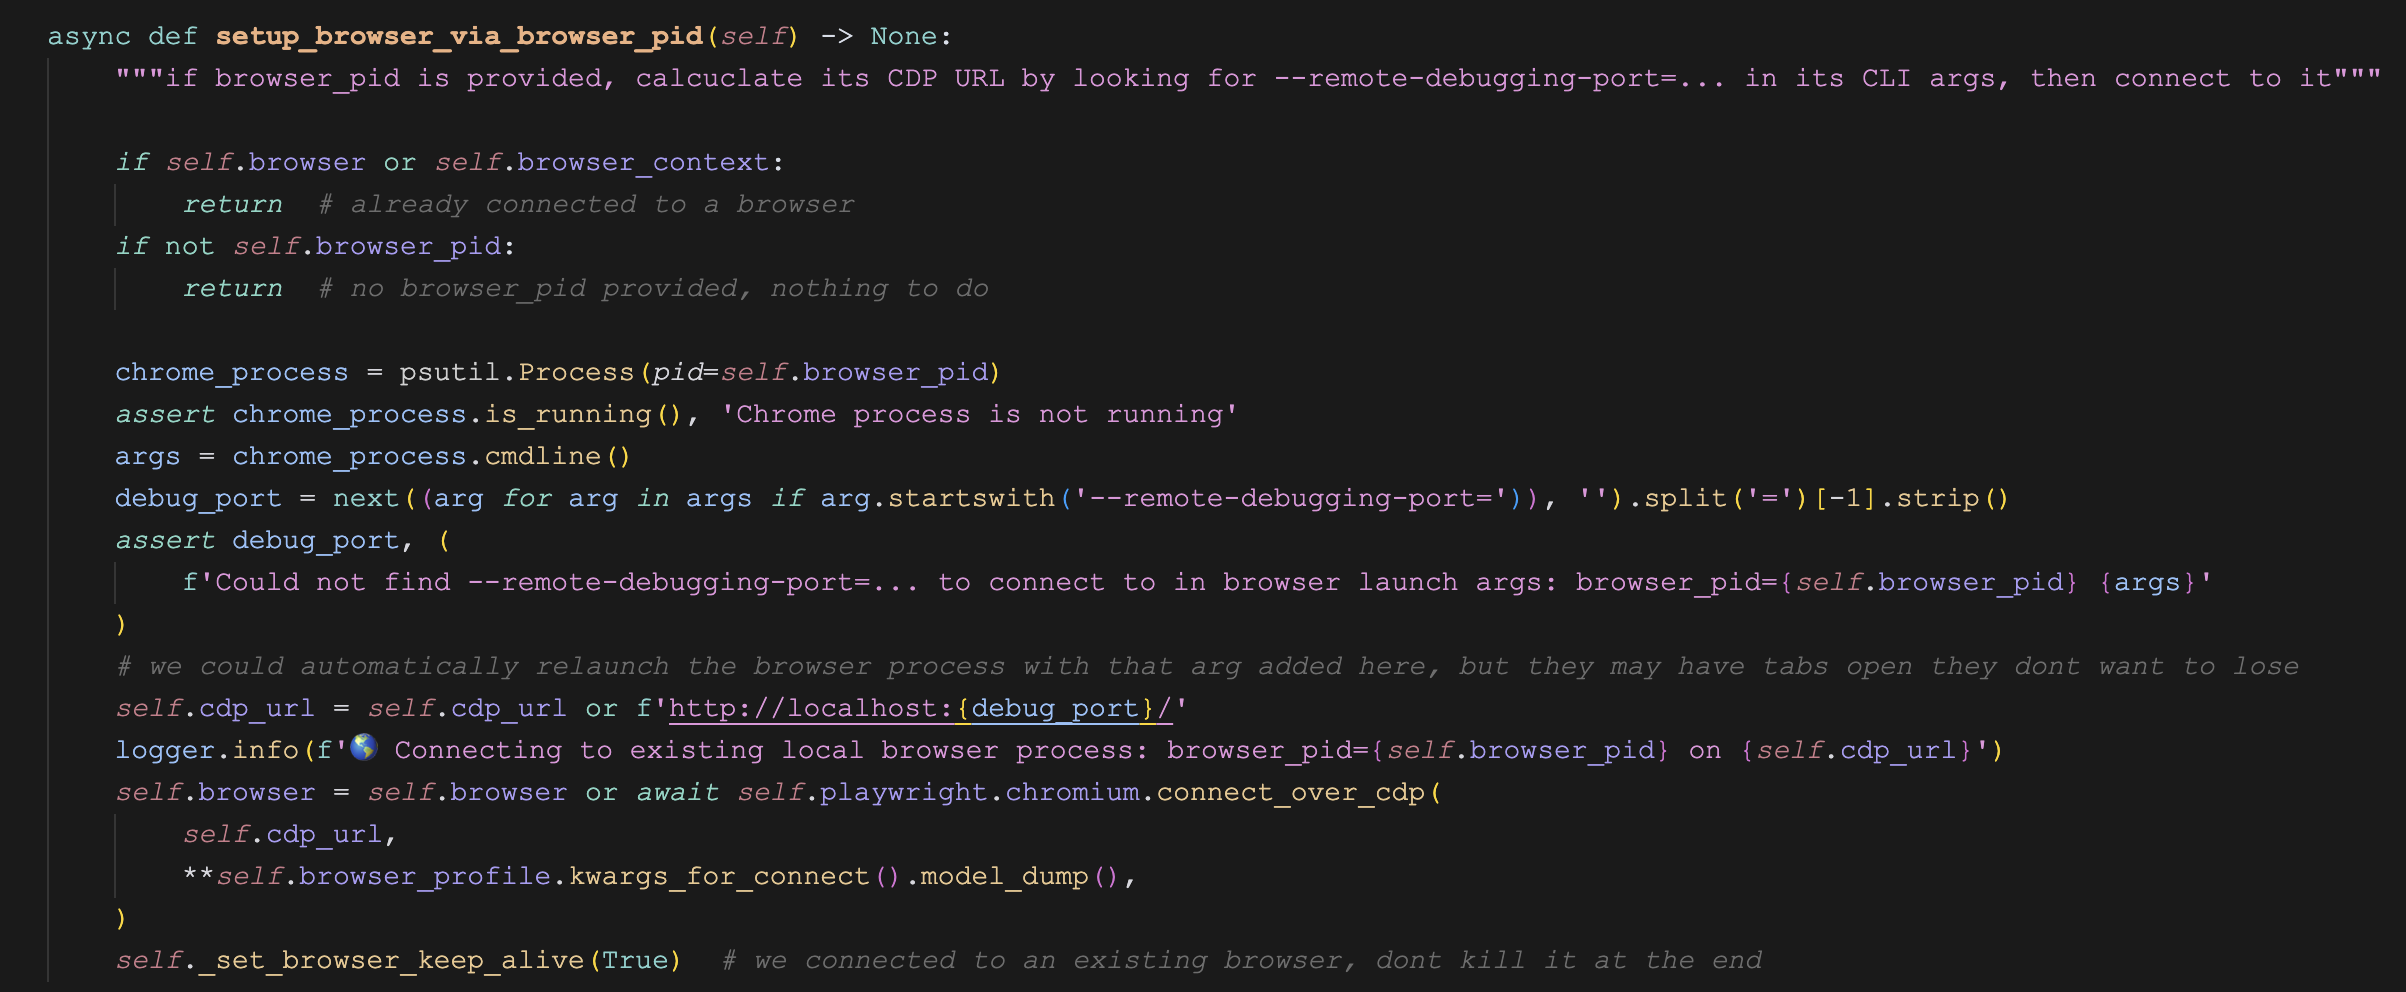 async def setup_browser_via_browser_pid(self) -> None:
    """if browser_pid is provided, calcuclate its CDP URL by looking for --remote-debugging-port=... in its CLI args, then connect to it"""

    if self.browser or self.browser_context:
        return  # already connected to a browser
    if not self.browser_pid:
        return  # no browser_pid provided, nothing to do

    chrome_process = psutil.Process(pid=self.browser_pid)
    assert chrome_process.is_running(), 'Chrome process is not running'
    args = chrome_process.cmdline()
    debug_port = next((arg for arg in args if arg.startswith('--remote-debugging-port=')), '').split('=')[-1].strip()
    assert debug_port, (
        f'Could not find --remote-debugging-port=... to connect to in browser launch args: browser_pid={self.browser_pid} {args}'
    )
    # we could automatically relaunch the browser process with that arg added here, but they may have tabs open they dont want to lose
    self.cdp_url = self.cdp_url or f'http://localhost:{debug_port}/'
    logger.info(f'🌎 Connecting to existing local browser process: browser_pid={self.browser_pid} on {self.cdp_url}')
    self.browser = self.browser or await self.playwright.chromium.connect_over_cdp(
        self.cdp_url,
        **self.browser_profile.kwargs_for_connect().model_dump(),
    )
    self._set_browser_keep_alive(True)  # we connected to an existing browser, dont kill it at the end